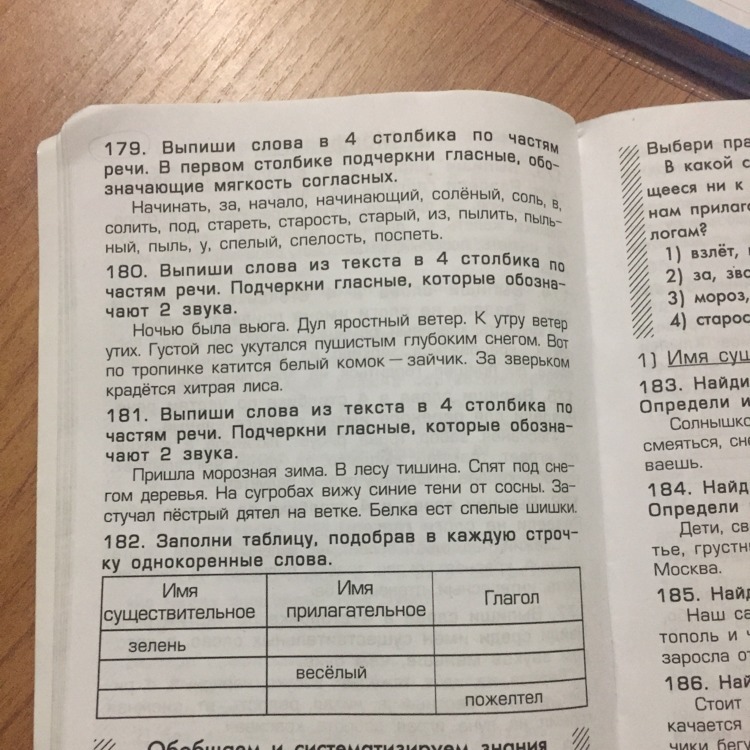 179. Выпиши слова в 4 столбика по частям
речи. В первом столбике подчеркни гласные, обо-
значающие мягкость согласных.
Начинать, за, начало, начинающий, солёный, соль, в,
солить, под, стареть, старость, старый, из, пылить, пыль-
ный, пыль, у, спелый, спелость, поспеть.
180. Выпиши слова из текста в 4 столбика по
частям речи. Подчеркни гласные, которые обозна-
чают 2 звука.
Ночью была вьюга. Дул яростный ветер. К утру ветер
утих. Густой лес укутался пушистым глубоким снегом. Вот
по тропинке катится белый комок — зайчик. За зверьком
крадётся хитрая лиса.
181. Выпиши слова из текста в 4 столбика по
частям речи. Подчеркни гласные, которые обозна-
чают 2 звука.
Пришла морозная зима. В лесу тишина. Спят под сне-
гом деревья. На сугробах вижу синие тени от сосны. За-
стучал пёстрый дятел на ветке. Белка ест спелые шишки.
182. Заполни таблицу, подобрав в каждую строч-
ку однокоренные слова.
Имя существительное
Имя прилагательное
Глагол
зелень
весёлый
пожелтел
Обобщаем и систематизируем знания
Выбери пра
В какой с
щееся ни к
нам прилаг
логам?
1) взлёт,
2) за, зво
3) мороз,
4) старос
1) Имя сущ
183. Найди
Определи и
Солнышко
смеяться, сне
ваешь.
184. Найд
Определи
Дети, св
тье, грустн
Москва.
185. Найд
Наш са
тополь и ч
заросла от
186. Най
Стоит
качается
чики бегу